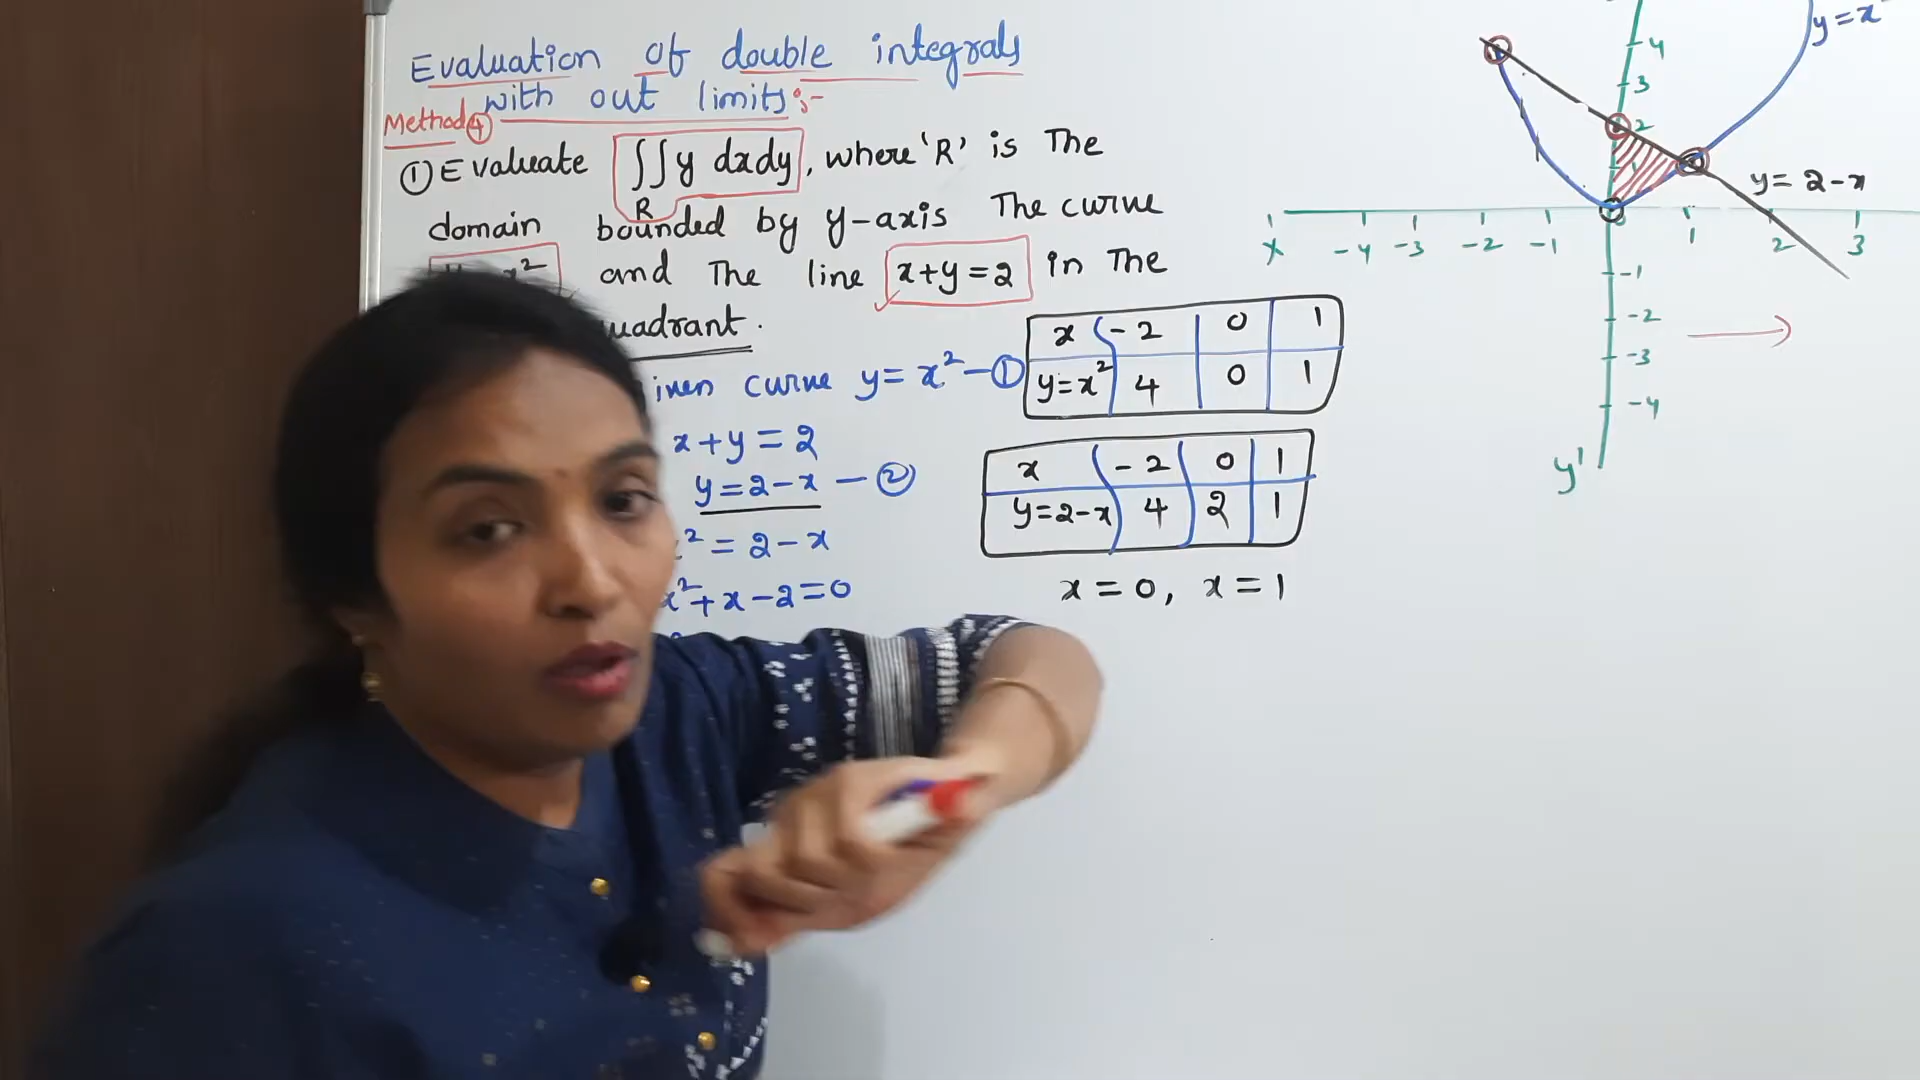 Evaluation of double integrals
with out limits:-
Method ④
① Evaluate ∬ y dxdy, where 'R' is The
R
domain bounded by y-axis The curve
x² and The line x+y=2 in The
uadrant.
iven curve y=x² — ①
x+y=2
y=2-x — ②
² = 2-x
x²+x-2=0
x -2 0 1
y=x² 4 0 1
x -2 0 1
y=2-x 4 2 1
x=0, x=1
y=x
4
3
2
1
y=2-x
X -4 -3 -2 -1 1 2 3
-1
-2
-3
-4
y'